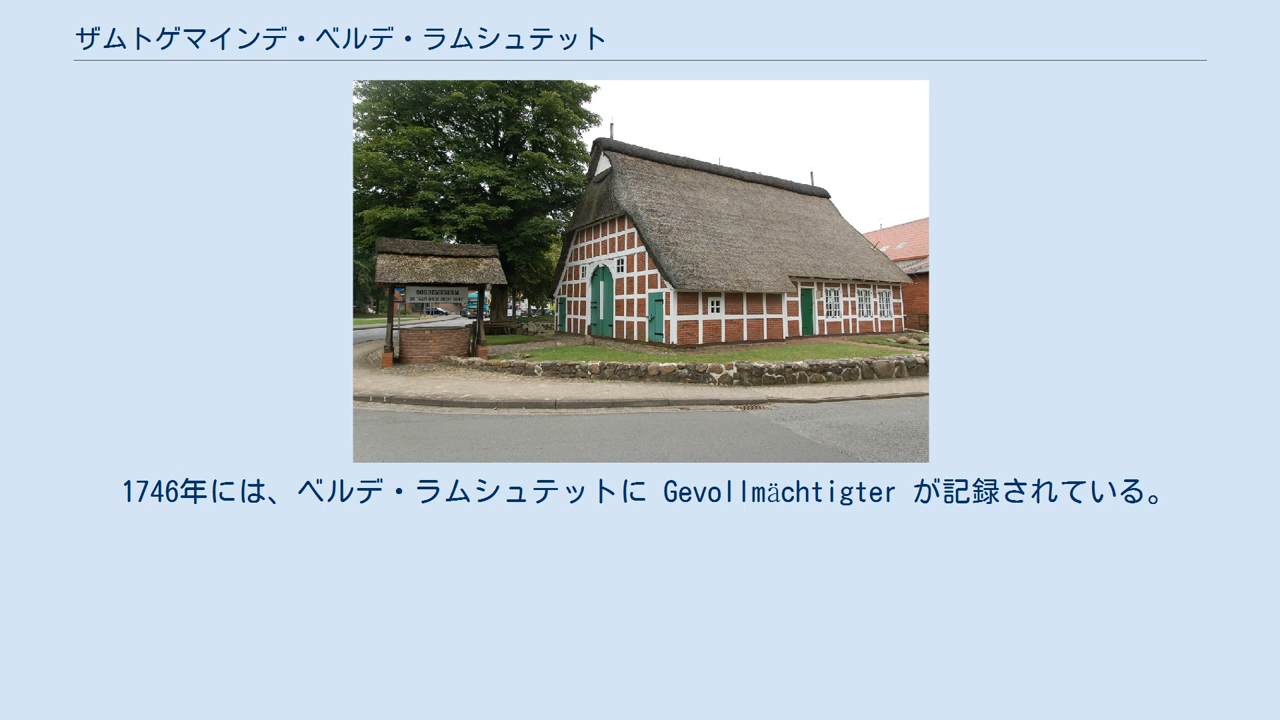 ザムトゲマインデ・ベルデ・ラムシュテット
1746年には、ベルデ・ラムシュテットに Gevollmächtigter が記録されている。